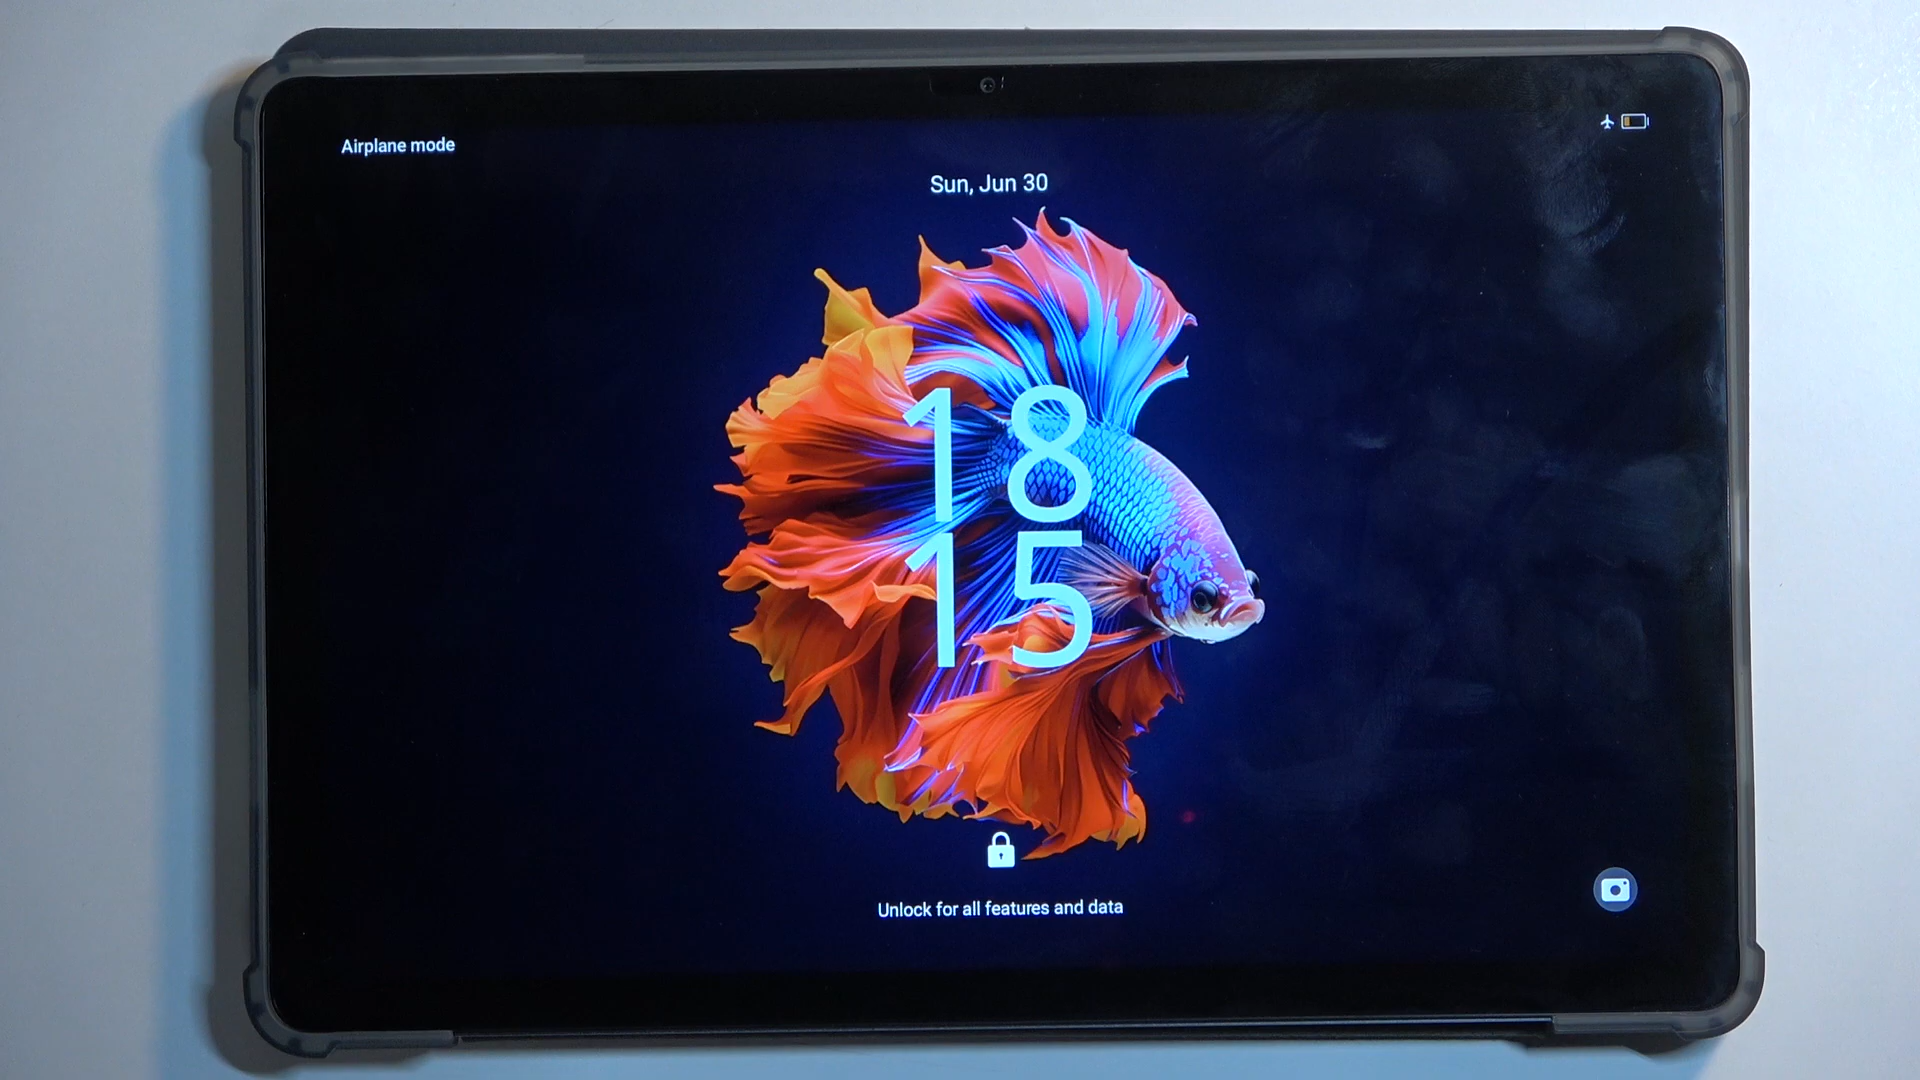 Airplane mode
Sun, Jun 30
18
15
Unlock for all features and data